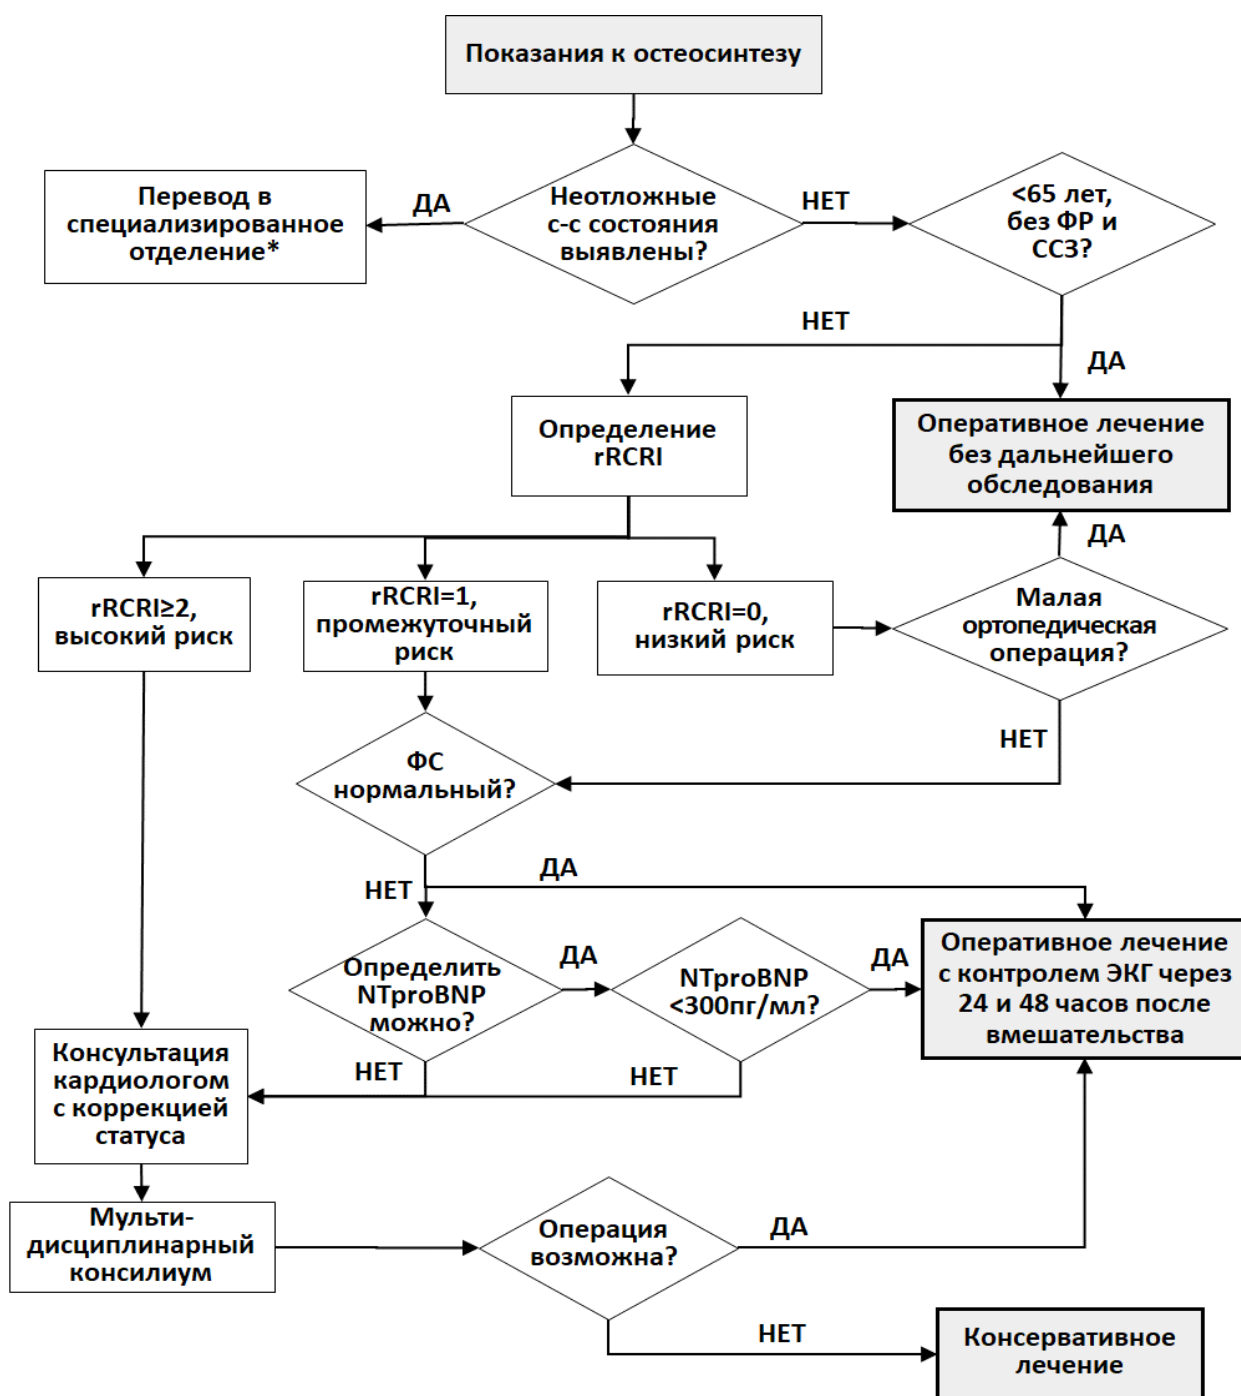 Показания к остеосинтезу
Неотложные
с-с состояния
выявлены?
ДА
Перевод в
специализированное
отделение*
НЕТ
<65 лет,
без ФР и
ССЗ?
НЕТ
ДА
Определение
rRCRI
Оперативное лечение
без дальнейшего
обследования
ДА
rRCRI≥2,
высокий риск
rRCRI=1,
промежуточный
риск
rRCRI=0,
низкий риск
Малая
ортопедическая
операция?
НЕТ
ФС
нормальный?
НЕТ
ДА
Определить
NTproBNP
можно?
ДА
NTproBNP
<300пг/мл?
ДА
Оперативное лечение
с контролем ЭКГ через
24 и 48 часов после
вмешательства
НЕТ
НЕТ
Консультация
кардиологом
с коррекцией
статуса
Мульти-
дисциплинарный
консилиум
Операция
возможна?
ДА
НЕТ
Консервативное
лечение